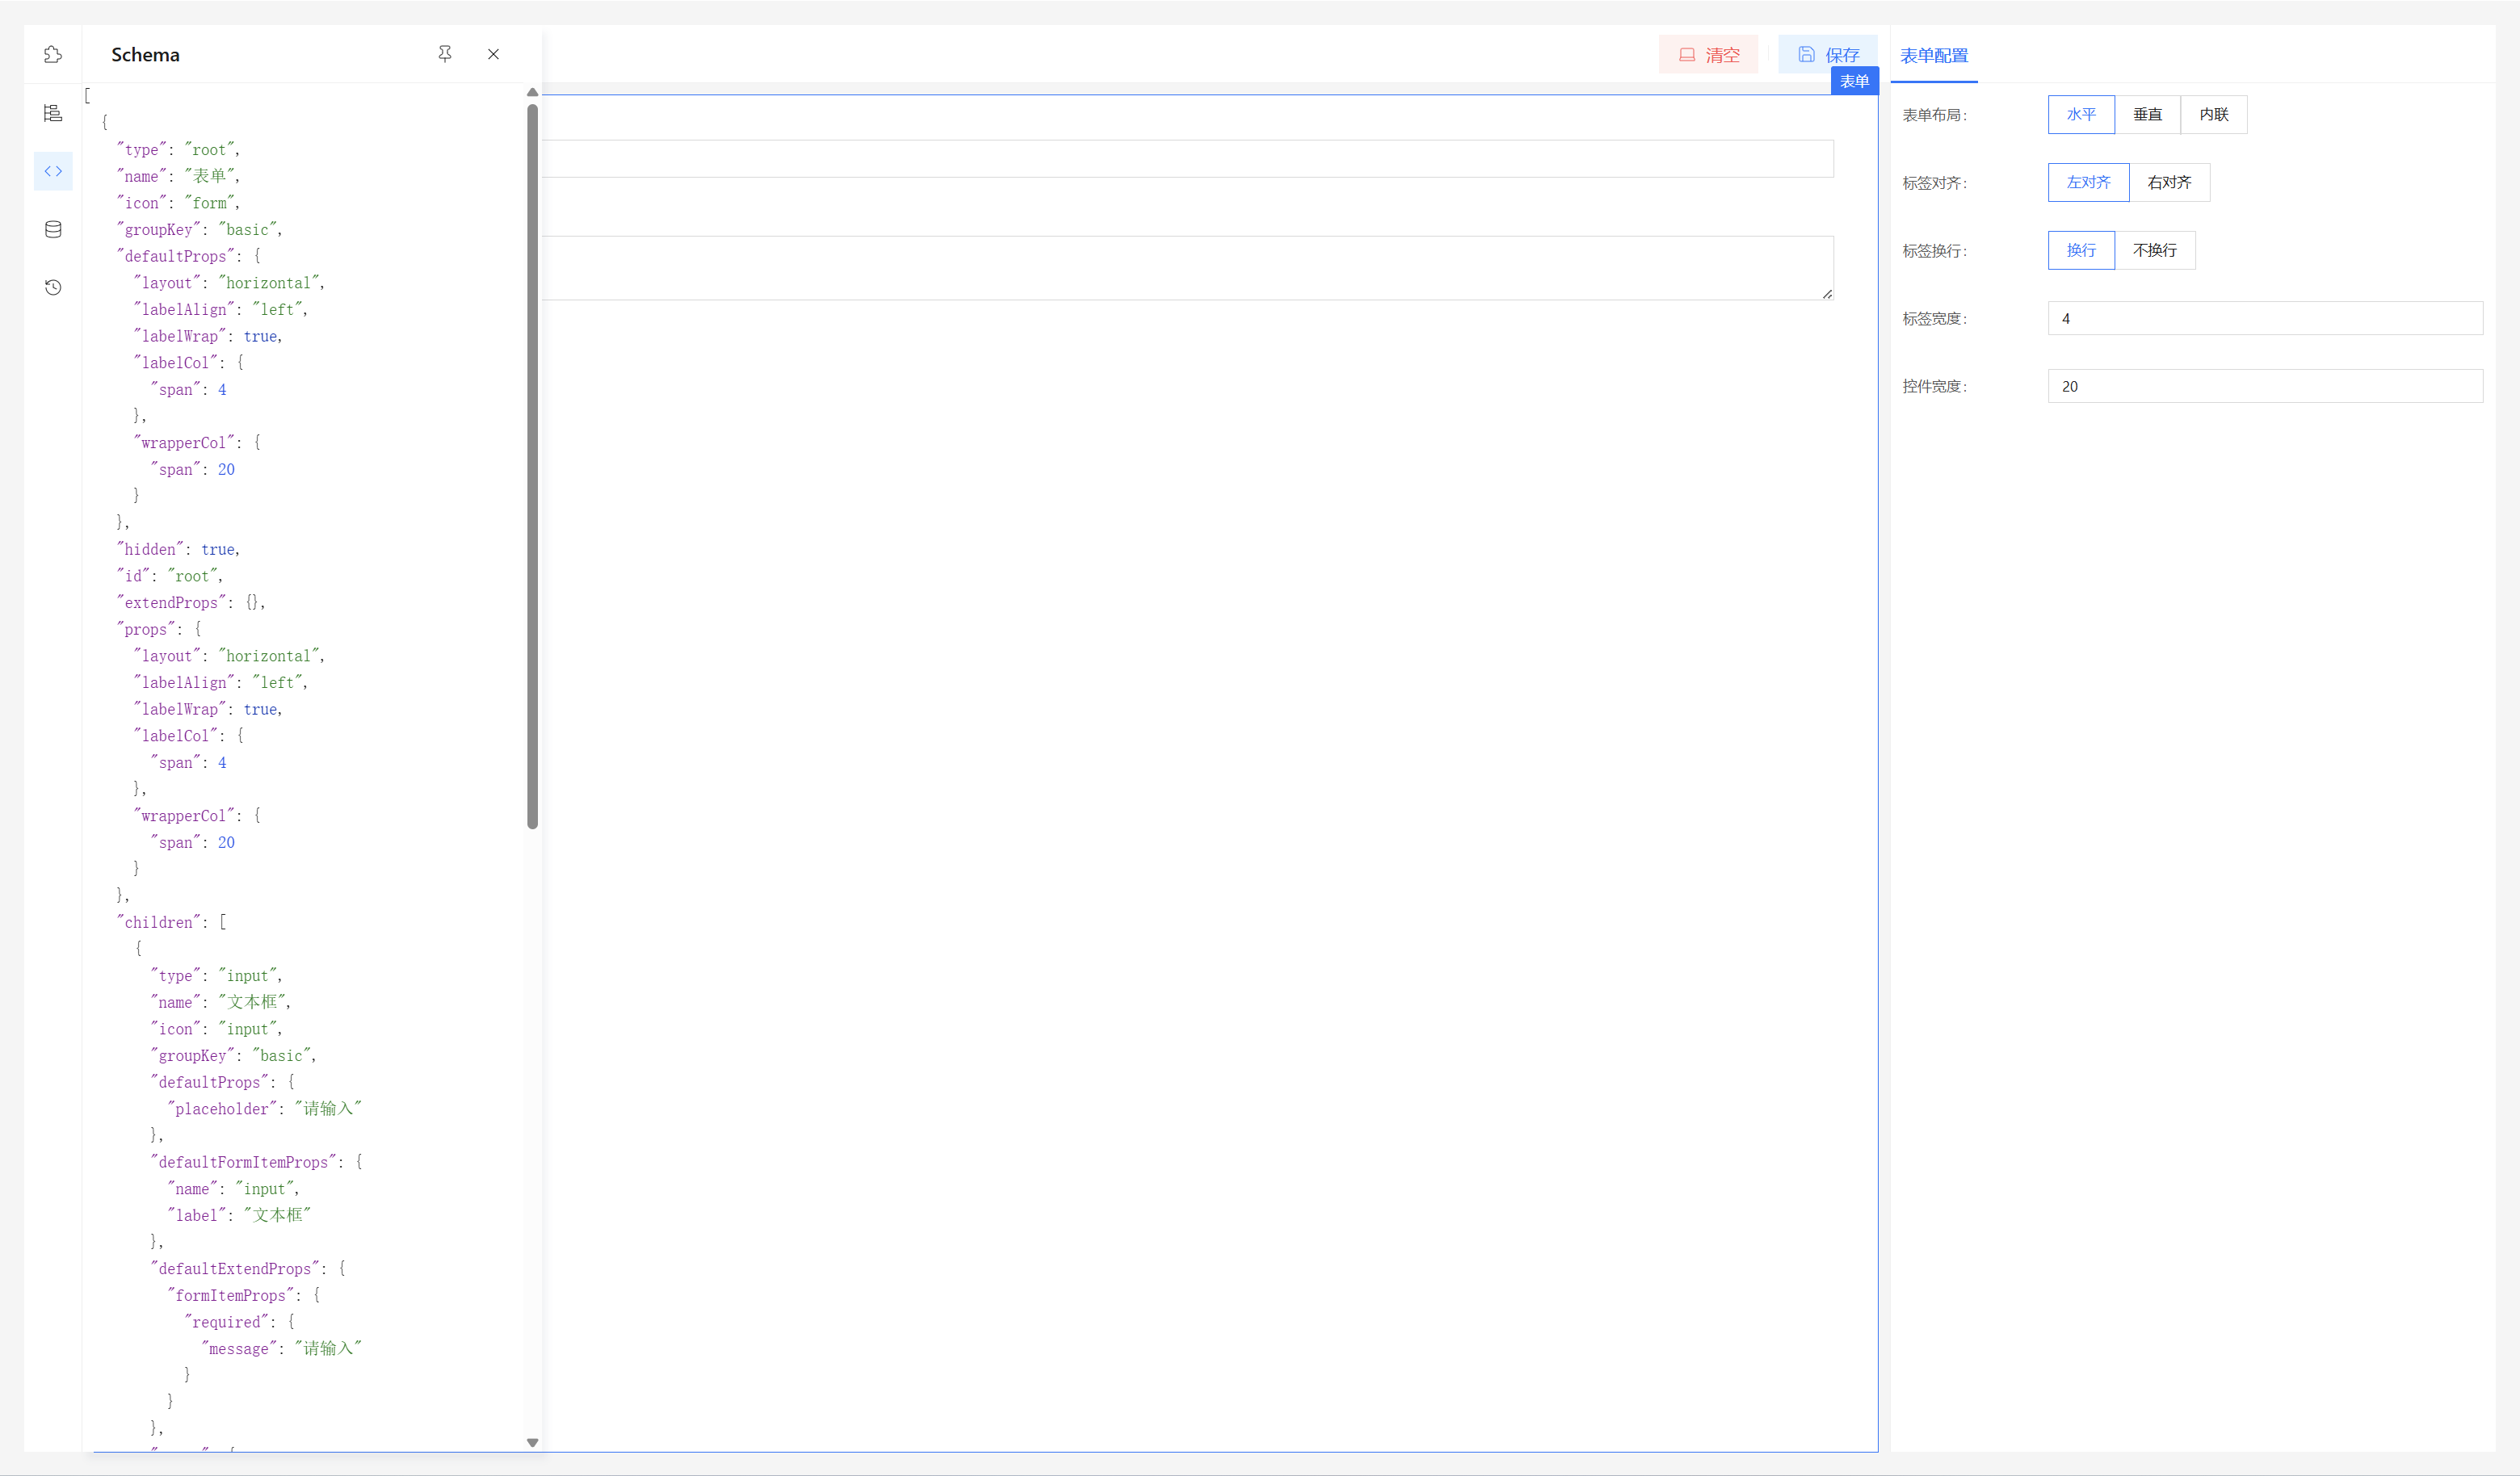 Schema
[
{
"type": "root",
"name": "表单",
"icon": "form",
"groupKey": "basic",
"defaultProps": {
"layout": "horizontal",
"labelAlign": "left",
"labelWrap": true,
"labelCol": {
"span": 4
},
"wrapperCol": {
"span": 20
}
},
"hidden": true,
"id": "root",
"extendProps": {},
"props": {
"layout": "horizontal",
"labelAlign": "left",
"labelWrap": true,
"labelCol": {
"span": 4
},
"wrapperCol": {
"span": 20
}
},
"children": [
{
"type": "input",
"name": "文本框",
"icon": "input",
"groupKey": "basic",
"defaultProps": {
"placeholder": "请输入"
},
"defaultFormItemProps": {
"name": "input",
"label": "文本框"
},
"defaultExtendProps": {
"formItemProps": {
"required": {
"message": "请输入"
}
}
},
清空
保存
表单
表单配置
表单布局: 水平 垂直 内联
标签对齐: 左对齐 右对齐
标签换行: 换行 不换行
标签宽度: 4
控件宽度: 20